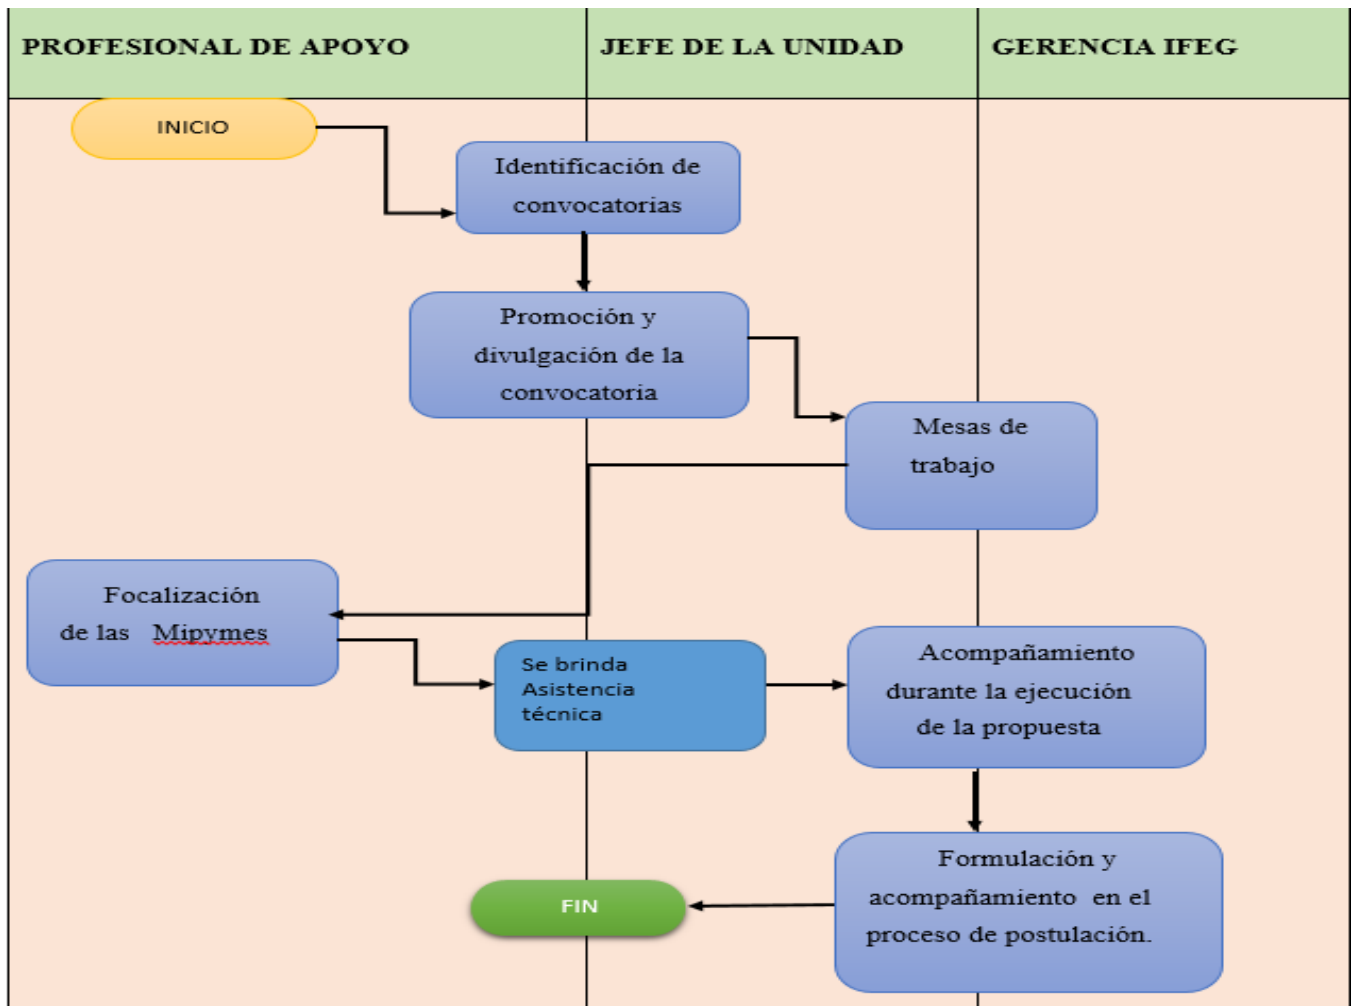 PROFESIONAL DE APOYO
JEFE DE LA UNIDAD
GERENCIA IFEG
INICIO
Identificación de
convocatorias
Promoción y
divulgación de la
convocatoria
Mesas de
trabajo
Focalización
de las Mipymes
Se brinda
Asistencia
técnica
Acompañamiento
durante la ejecución
de la propuesta
Formulación y
acompañamiento en el
proceso de postulación.
FIN